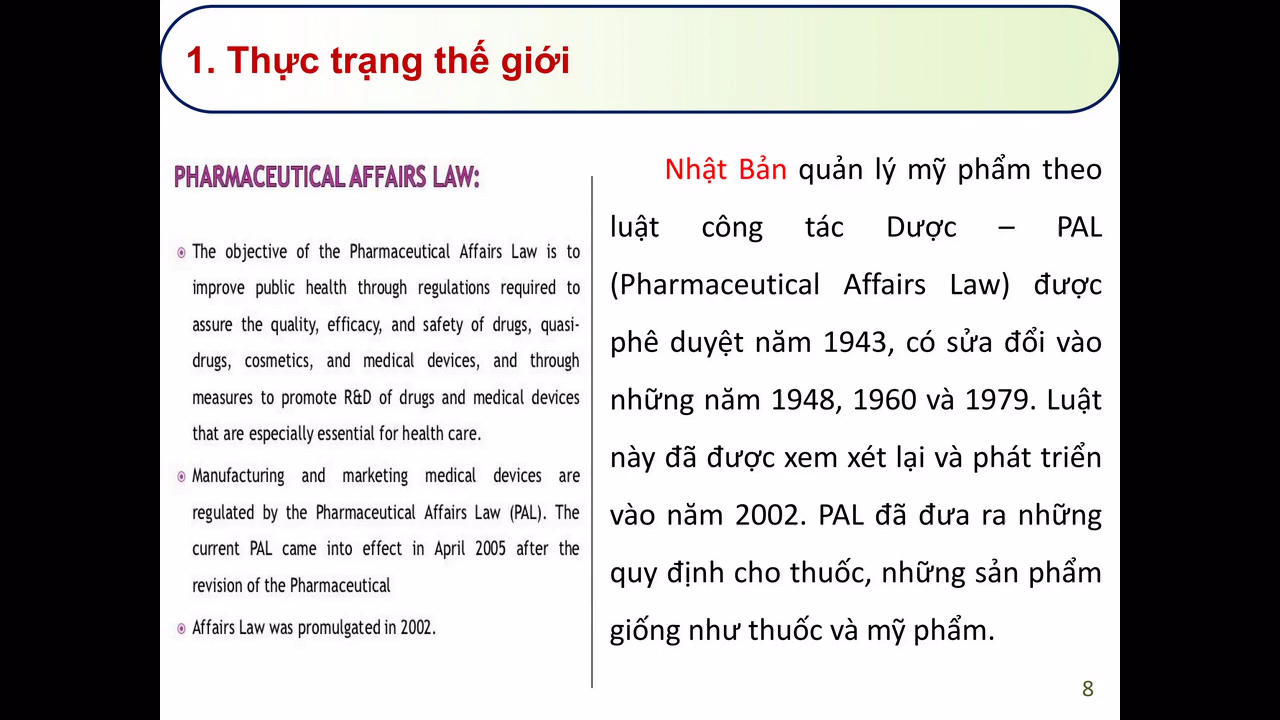 1. Thực trạng thế giới
PHARMACEUTICAL AFFAIRS LAW:
The objective of the Pharmaceutical Affairs Law is to
improve public health through regulations required to
assure the quality, efficacy, and safety of drugs, quasi-
drugs, cosmetics, and medical devices, and through
measures to promote R&D of drugs and medical devices
that are especially essential for health care.
Manufacturing and marketing medical devices are
regulated by the Pharmaceutical Affairs Law (PAL). The
current PAL came into effect in April 2005 after the
revision of the Pharmaceutical
Affairs Law was promulgated in 2002.
Nhật Bản quản lý mỹ phẩm theo
luật công tác Dược – PAL
(Pharmaceutical Affairs Law) được
phê duyệt năm 1943, có sửa đổi vào
những năm 1948, 1960 và 1979. Luật
này đã được xem xét lại và phát triển
vào năm 2002. PAL đã đưa ra những
quy định cho thuốc, những sản phẩm
giống như thuốc và mỹ phẩm.
8